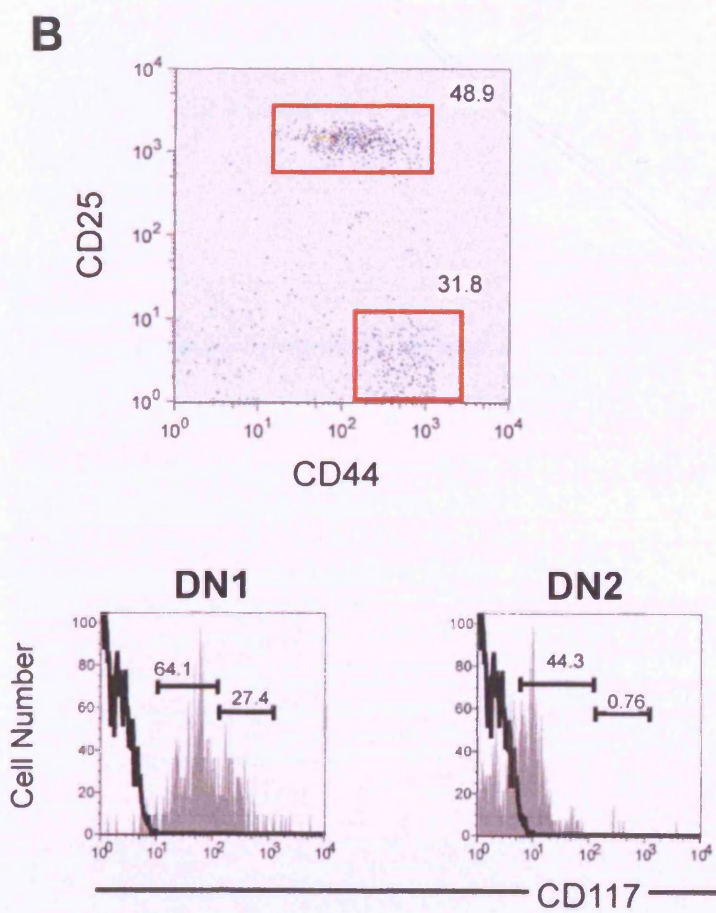 B
10⁴
48.9
10³
CD25
10²
31.8
10¹
10⁰
10⁰ 10¹ 10² 10³ 10⁴
CD44
DN1 DN2
100 100
80 80
64.1 44.3
27.4 0.76
60 60
Cell Number
40 40
20 20
0 0
10⁰ 10¹ 10² 10³ 10⁴ 10⁰ 10¹ 10² 10³ 10⁴
CD117